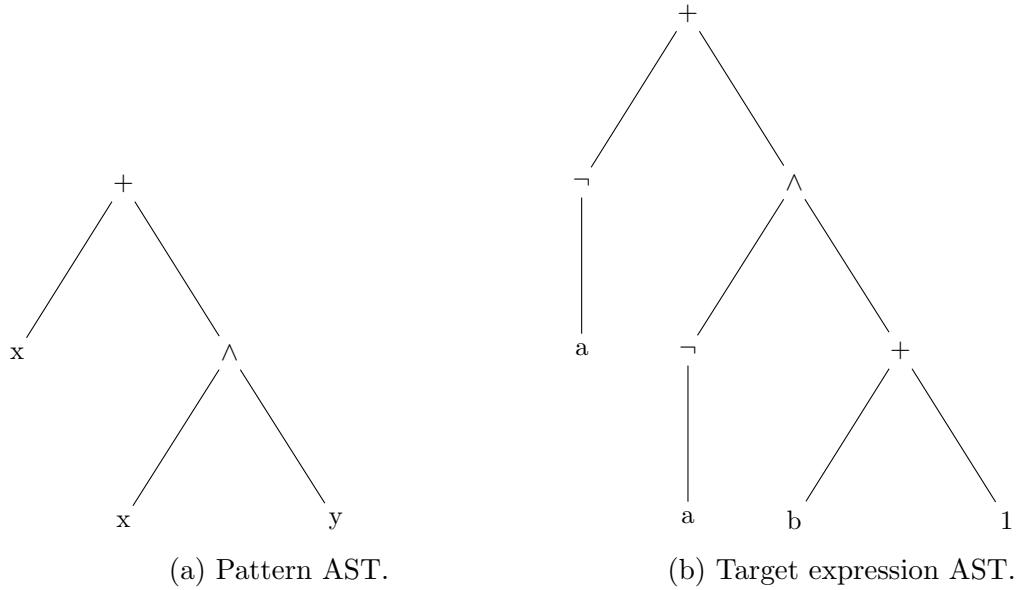 +
+
¬
∧
x
∧
a
¬
+
x
y
a
b
1
(a) Pattern AST.
(b) Target expression AST.